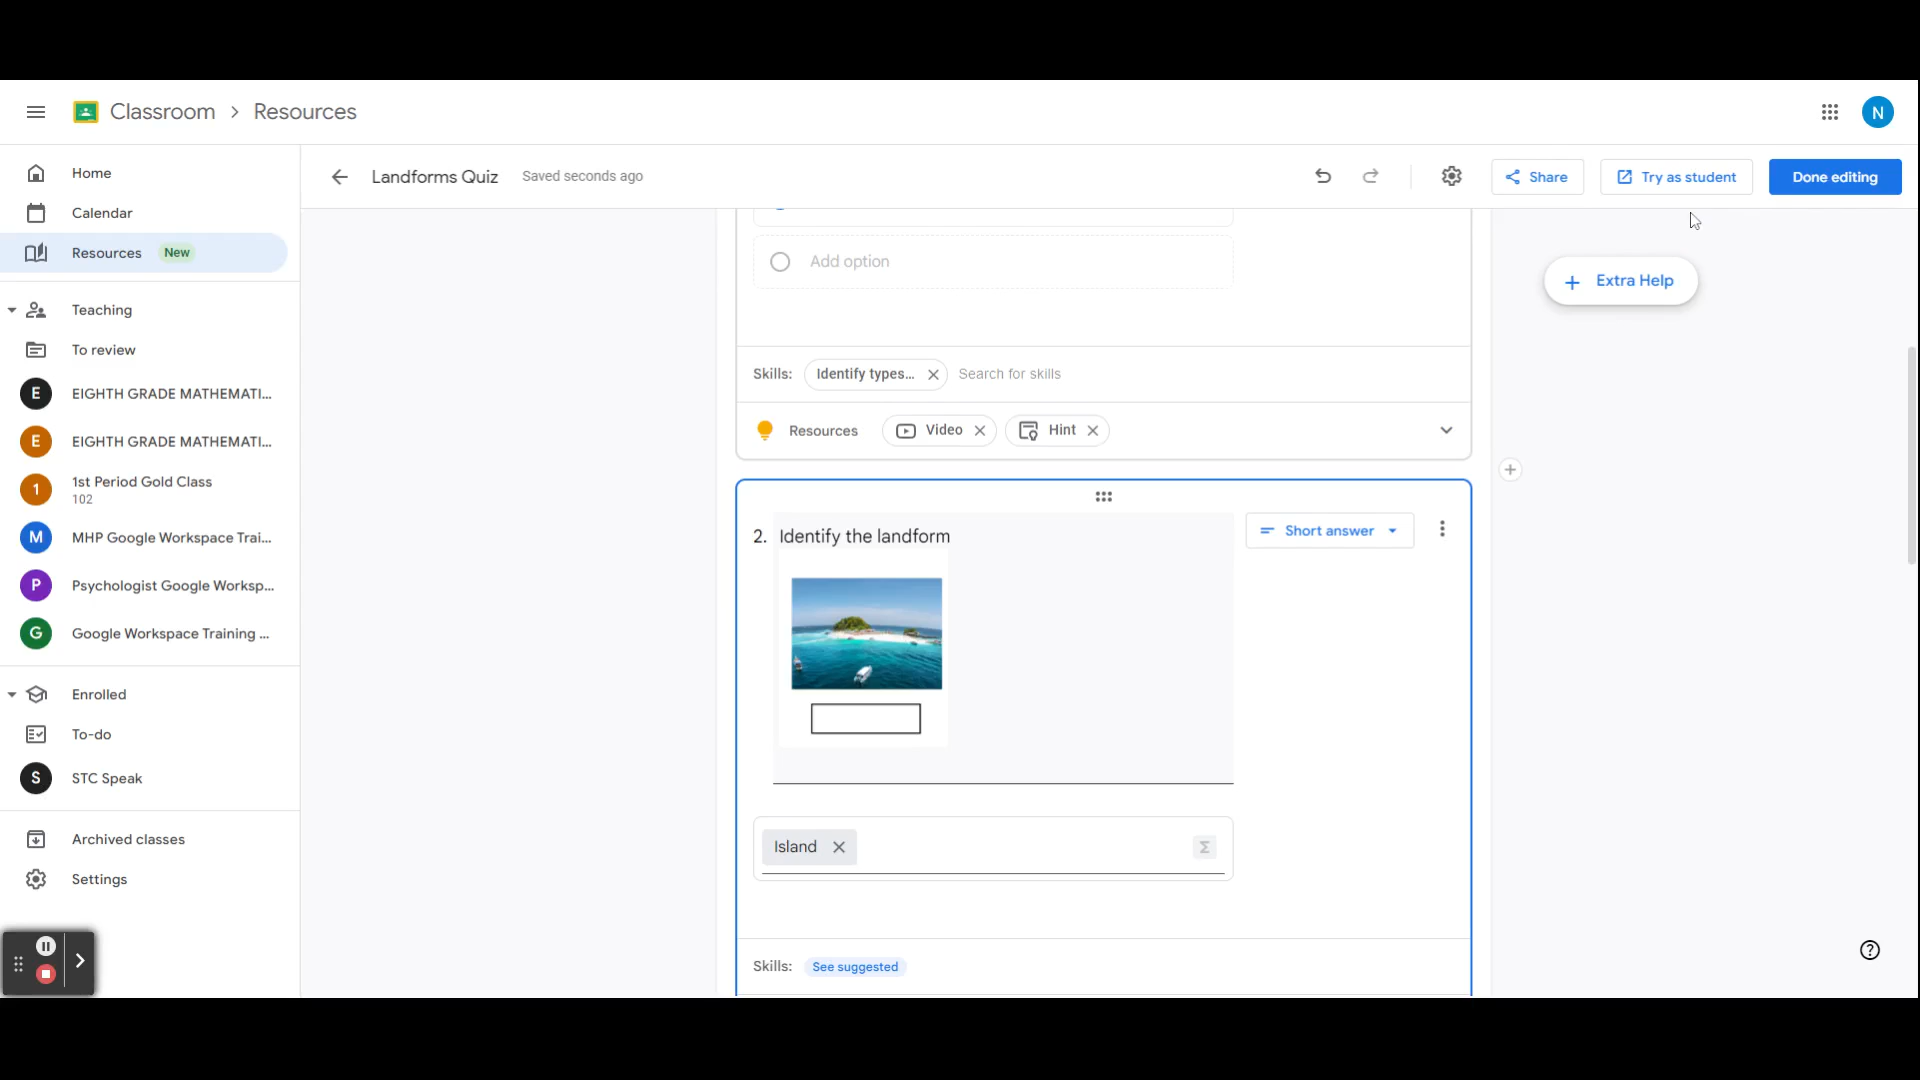 Classroom > Resources
N
Home
Calendar
Resources New
Teaching
To review
E EIGHTH GRADE MATHEMATI...
E EIGHTH GRADE MATHEMATI...
1 1st Period Gold Class
102
M MHP Google Workspace Trai...
P Psychologist Google Worksp...
G Google Workspace Training ...
Enrolled
To-do
S STC Speak
Archived classes
Settings
Landforms Quiz Saved seconds ago
Share
Try as student
Done editing
Extra Help
Add option
Skills: Identify types... Search for skills
Resources Video Hint
2. Identify the landform
Short answer
Island
Σ
Skills: See suggested